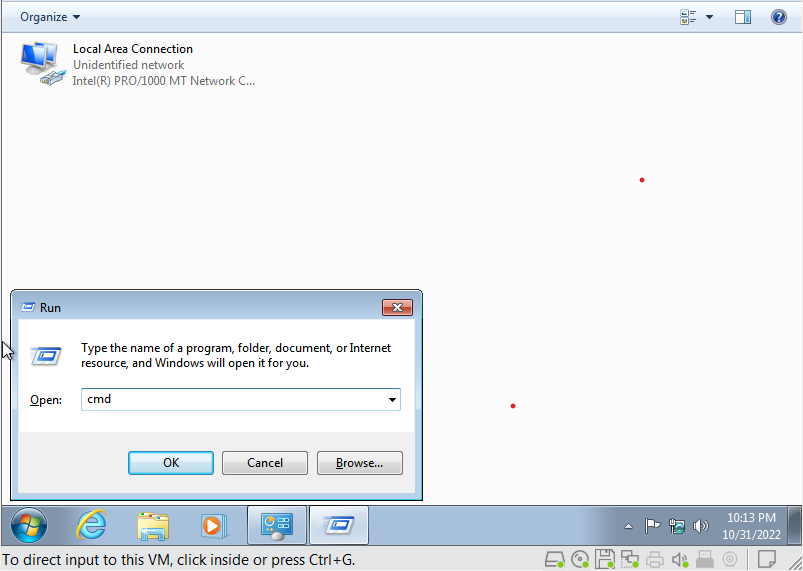 Organize
Local Area Connection
Unidentified network
Intel(R) PRO/1000 MT Network C...
Run
Type the name of a program, folder, document, or Internet
resource, and Windows will open it for you.
Open: cmd
OK Cancel Browse...
10:13 PM
10/31/2022
To direct input to this VM, click inside or press Ctrl+G.